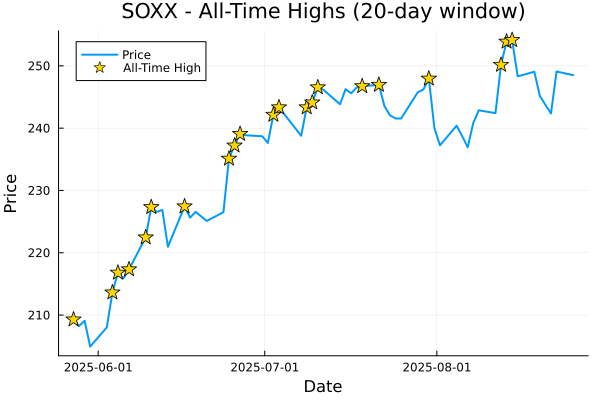 SOXX - All-Time Highs (20-day window)
Price
All-Time High
250
240
230
220
210
Price
2025-06-01
2025-07-01
2025-08-01
Date